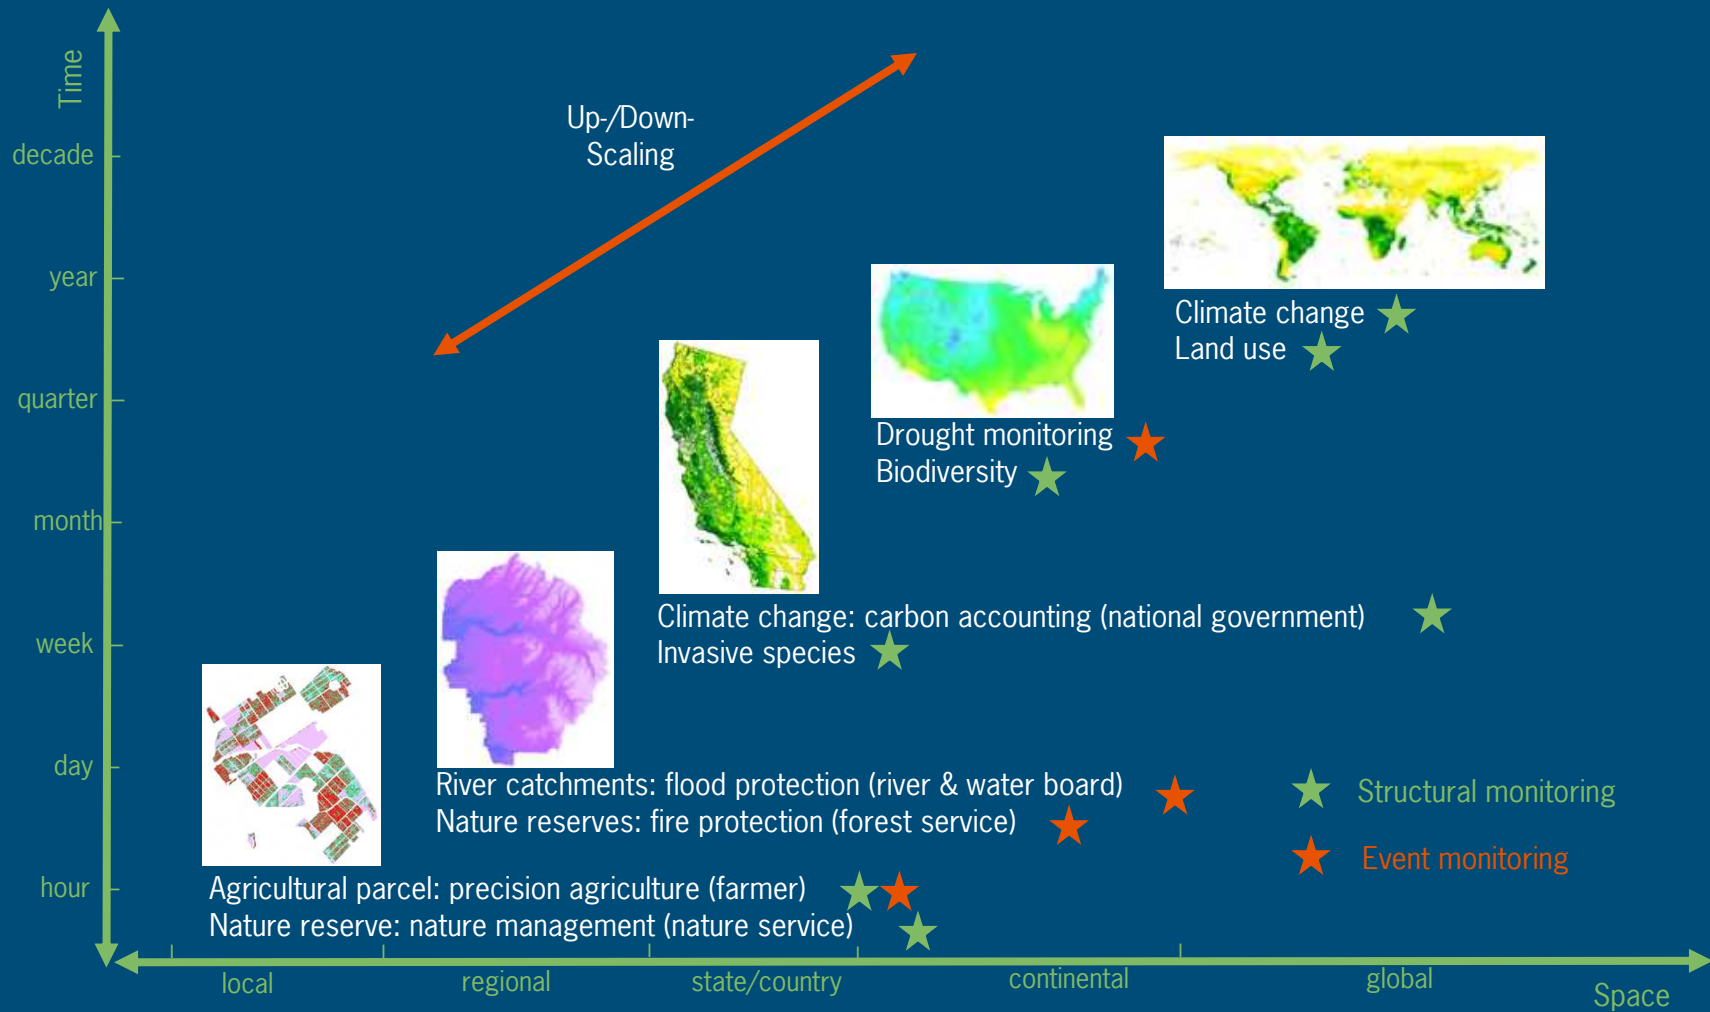 Time
decade
year
quarter
month
week
day
hour
Up-/Down-
Scaling
Climate change
Land use
Drought monitoring
Biodiversity
Climate change: carbon accounting (national government)
Invasive species
River catchments: flood protection (river & water board)
Nature reserves: fire protection (forest service)
Structural monitoring
Event monitoring
Agricultural parcel: precision agriculture (farmer)
Nature reserve: nature management (nature service)
local
regional
state/country
continental
global
Space